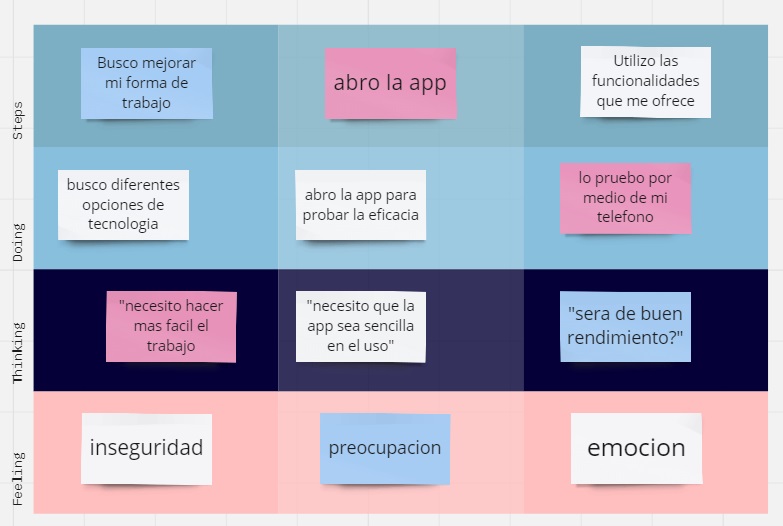 Steps
Busco mejorar
mi forma de
trabajo
abro la app
Utilizo las
funcionalidades
que me ofrece
Doing
busco diferentes
opciones de
tecnologia
abro la app para
probar la eficacia
lo pruebo por
medio de mi
telefono
Thinking
"necesito hacer
mas facil el
trabajo
"necesito que la
app sea sencilla
en el uso"
"sera de buen
rendimiento?"
Feeling
inseguridad
preocupacion
emocion